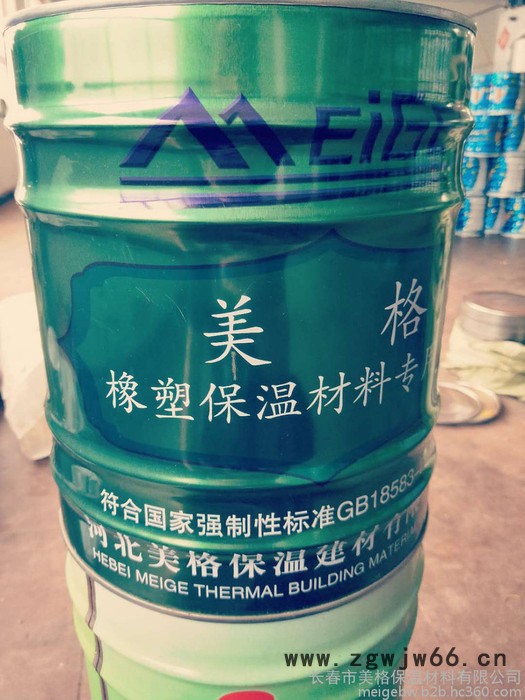 MEiG
美 格
橡塑保温材料专用
符合国家强制性标准GB18583-
河北美格保温建材有限
HEBEI MEIGE THERMAL BUILDING MATERIA
www.zgwjw66.cn
长春市美格保温材料有限公司
meigebw.b2b.hc360.com